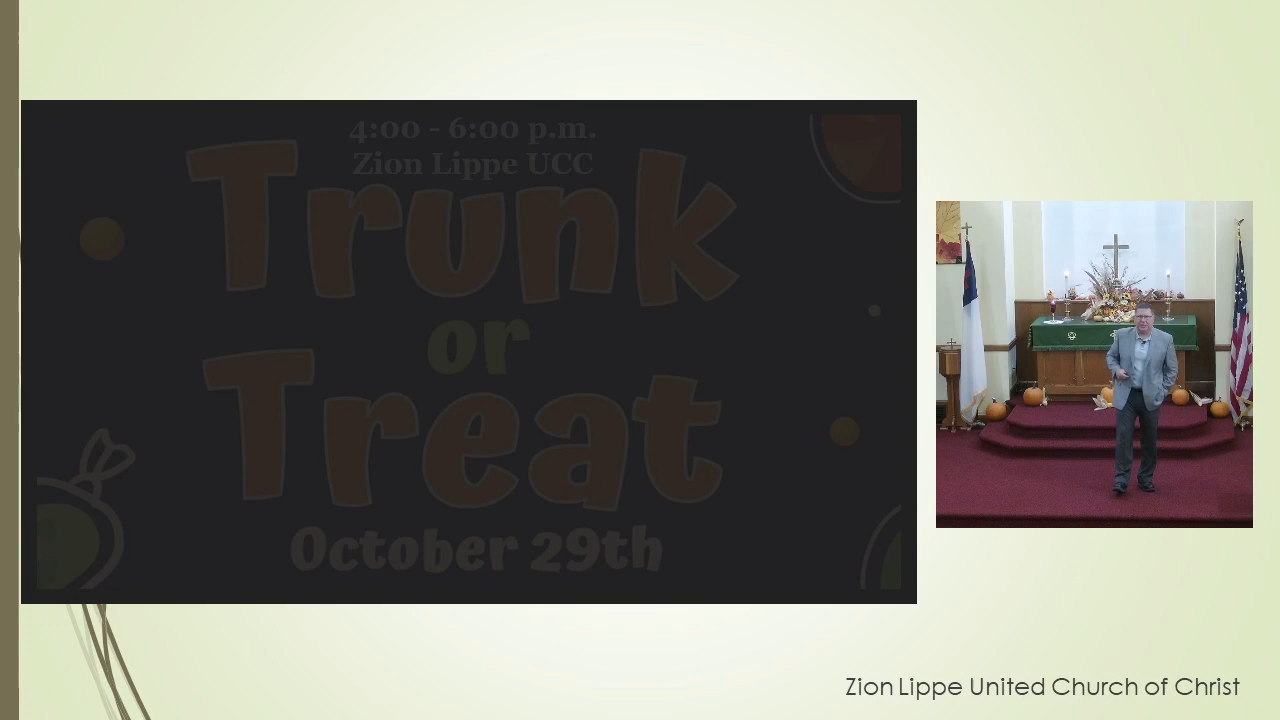 4:00 - 6:00 p.m.
Zion Lippe UCC
Trunk
or
Treat
October 29th
Zion Lippe United Church of Christ